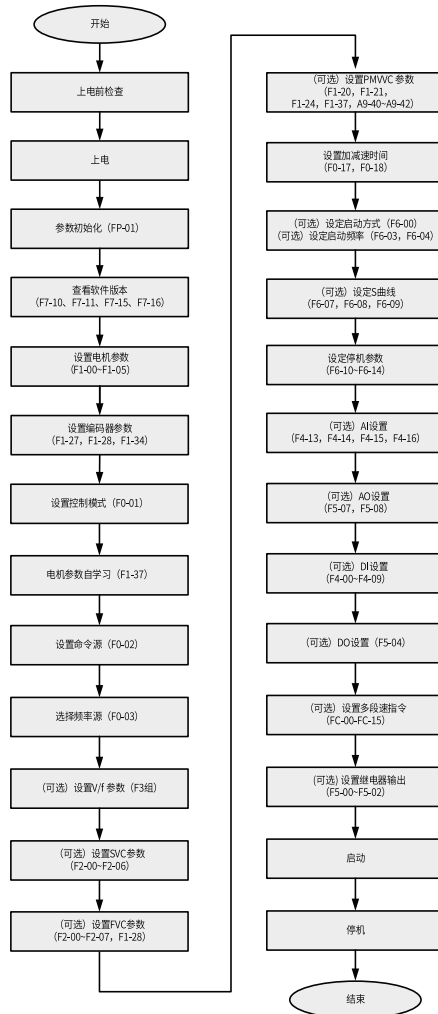 开始
上电前检查
上电
参数初始化（FP-01）
查看软件版本
（F7-10、F7-11、F7-15、F7-16）
设置电机参数
（F1-00~F1-05）
设置编码器参数
（F1-27，F1-28，F1-34）
设置控制模式（F0-01）
电机参数自学习（F1-37）
设置命令源（F0-02）
选择频率源（F0-03）
（可选）设置V/f 参数（F3组）
（可选）设置SVC参数
（F2-00~F2-06）
（可选）设置FVC参数
（F2-00~F2-07，F1-28）
（可选）设置PMVVC 参数
（F1-20，F1-21，
F1-24，F1-37，A9-40~A9-42）
设置加减速时间
（F0-17，F0-18）
（可选）设定启动方式（F6-00）
（可选）设定启动频率（F6-03，F6-04）
（可选）设定S曲线
（F6-07，F6-08，F6-09）
设定停机参数
（F6-10~F6-14）
（可选）AI设置
（F4-13，F4-14，F4-15，F4-16）
（可选）AO设置
（F5-07，F5-08）
（可选）DI设置
（F4-00~F4-09）
（可选）DO设置（F5-04）
（可选）设置多段速指令
（FC-00-FC-15）
（可选) 设置继电器输出
（F5-00~F5-02）
启动
停机
结束